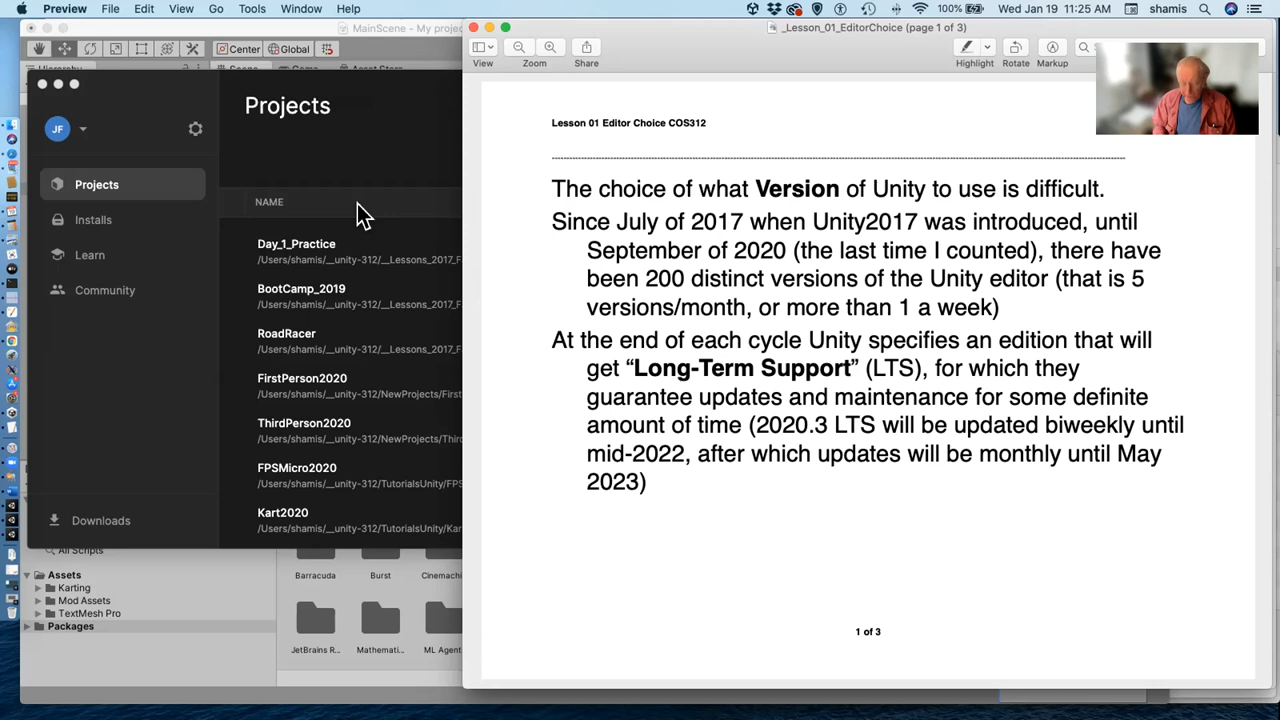 Preview File Edit View Go Tools Window Help
100% Wed Jan 19 11:25 AM shamis
MainScene - My projec
Center Global
JF
Projects
Installs
Learn
Community
Downloads
Projects
NAME
Day_1_Practice
/Users/shamis/__unity-312/__Lessons_2017_F
BootCamp_2019
/Users/shamis/__unity-312/__Lessons_2017_F
RoadRacer
/Users/shamis/__unity-312/__Lessons_2017_F
FirstPerson2020
/Users/shamis/__unity-312/NewProjects/First
ThirdPerson2020
/Users/shamis/__unity-312/NewProjects/Third
FPSMicro2020
/Users/shamis/__unity-312/TutorialsUnity/FPS
Kart2020
/Users/shamis/__unity-312/TutorialsUnity/Kar
All Scripts
Assets
Karting
Mod Assets
TextMesh Pro
Packages
Barracuda Burst Cinemachi
JetBrains R... Mathemati... ML Agent
_Lesson_01_EditorChoice (page 1 of 3)
View Zoom Share Highlight Rotate Markup
Lesson 01 Editor Choice COS312
The choice of what Version of Unity to use is difficult.
Since July of 2017 when Unity2017 was introduced, until
September of 2020 (the last time I counted), there have
been 200 distinct versions of the Unity editor (that is 5
versions/month, or more than 1 a week)
At the end of each cycle Unity specifies an edition that will
get “Long-Term Support” (LTS), for which they
guarantee updates and maintenance for some definite
amount of time (2020.3 LTS will be updated biweekly until
mid-2022, after which updates will be monthly until May
2023)
1 of 3